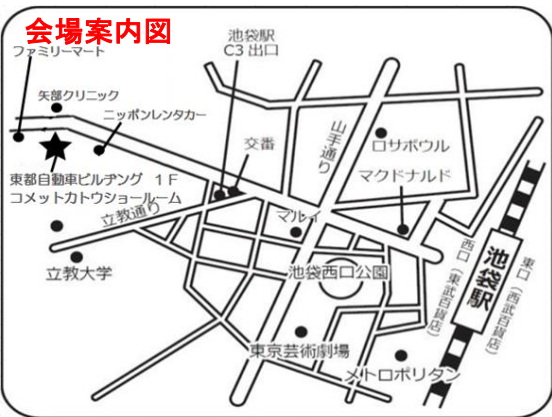 会場案内図
ファミリーマート
矢部クリニック
ニッポンレンタカー
池袋駅
C3出口
交番
山手通り
ロサボウル
マクドナルド
東都自動車ビルヂング 1F
コメットカトウショールーム
立教通り
マルイ
立教大学
池袋西口公園
東京芸術劇場
メトロポリタン
西口(東武百貨店)
池袋駅
東口(西武百貨店)